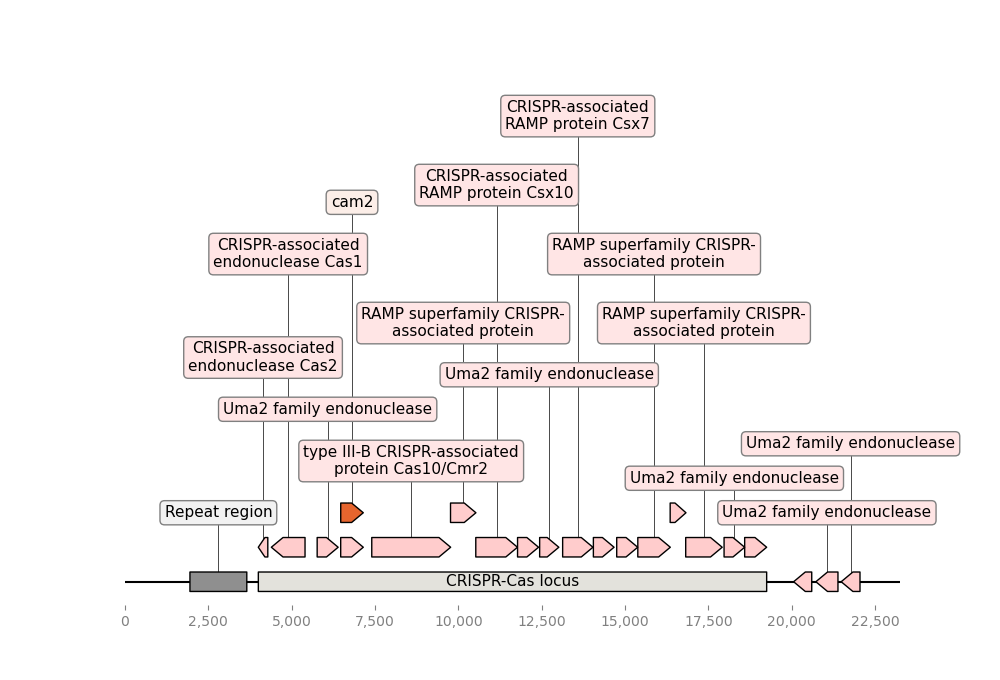 CRISPR-associated
RAMP protein Csx7
CRISPR-associated
RAMP protein Csx10
cam2
CRISPR-associated
endonuclease Cas1
RAMP superfamily CRISPR-
associated protein
RAMP superfamily CRISPR-
associated protein
RAMP superfamily CRISPR-
associated protein
CRISPR-associated
endonuclease Cas2
Uma2 family endonuclease
Uma2 family endonuclease
Uma2 family endonuclease
type III-B CRISPR-associated
protein Cas10/Cmr2
Uma2 family endonuclease
Repeat region
Uma2 family endonuclease
CRISPR-Cas locus
0
2,500
5,000
7,500
10,000
12,500
15,000
17,500
20,000
22,500